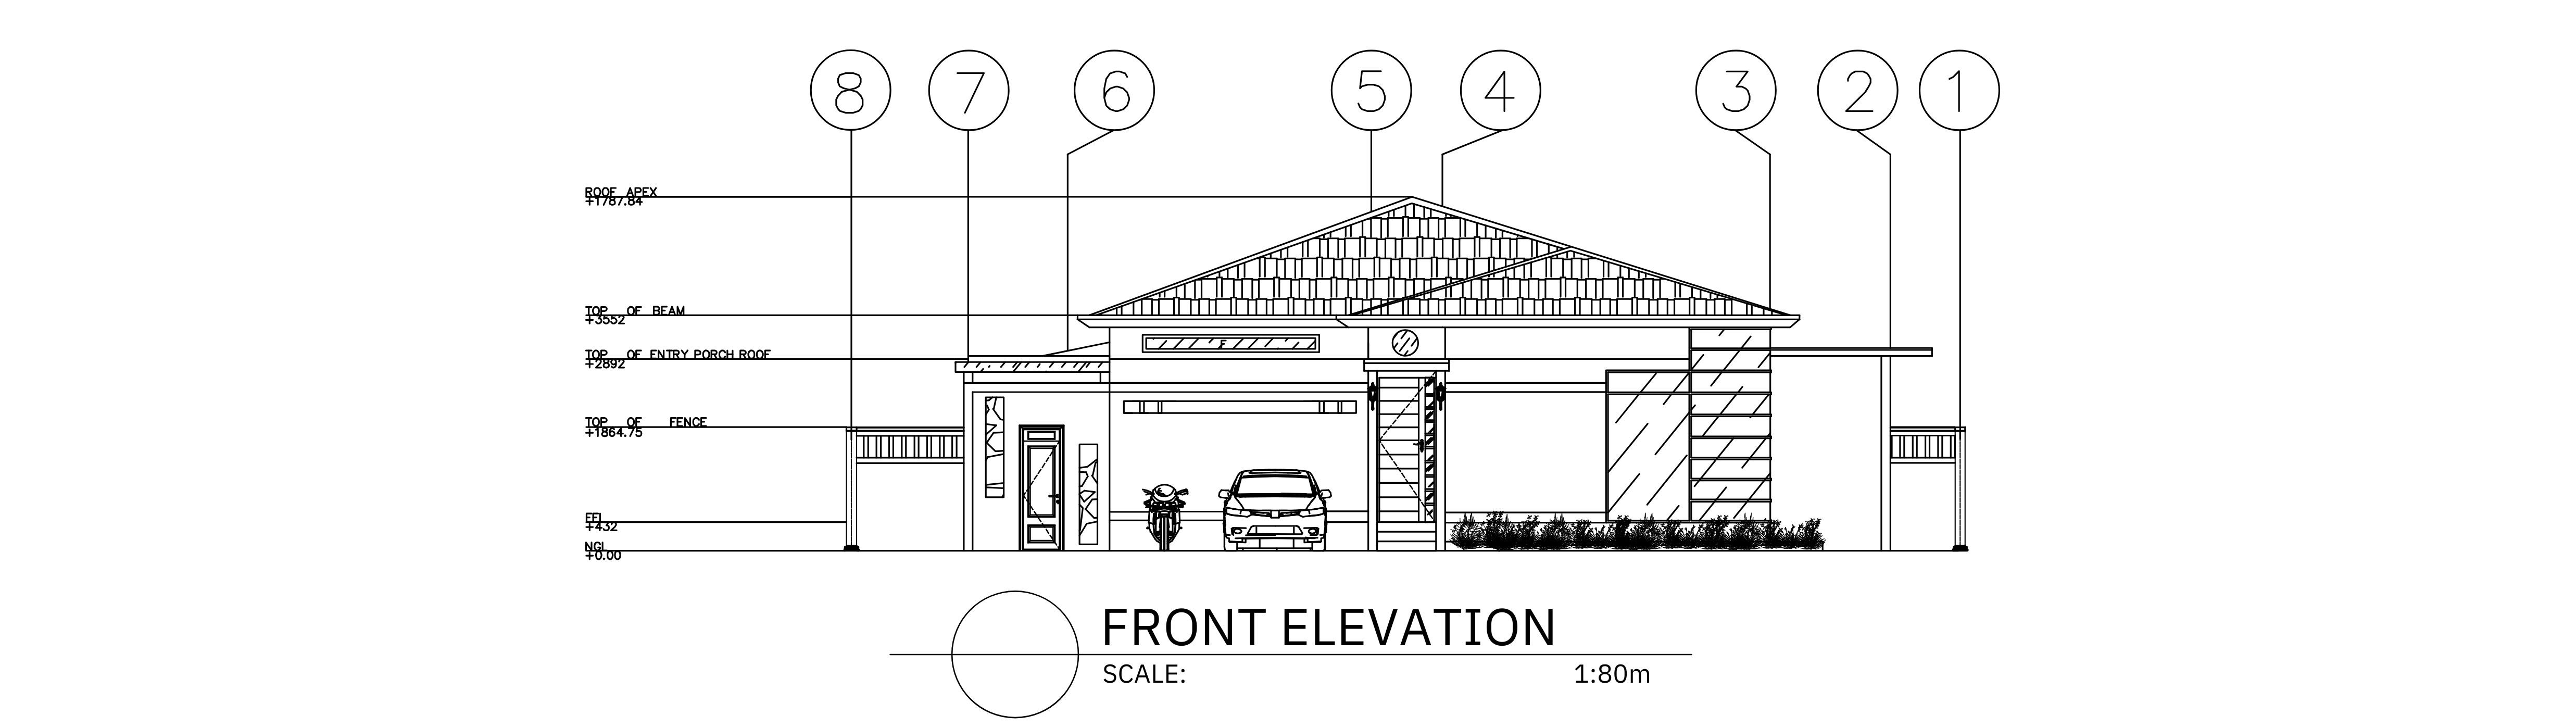 8 7 6 5 4 3 2 1
ROOF APEX
+1787.84
TOP OF BEAM
+3552
TOP OF ENTRY PORCH ROOF
+2892
TOP OF FENCE
+1864.75
FFL
+432
NGL
+0.00
F
FRONT ELEVATION
SCALE: 1:80m